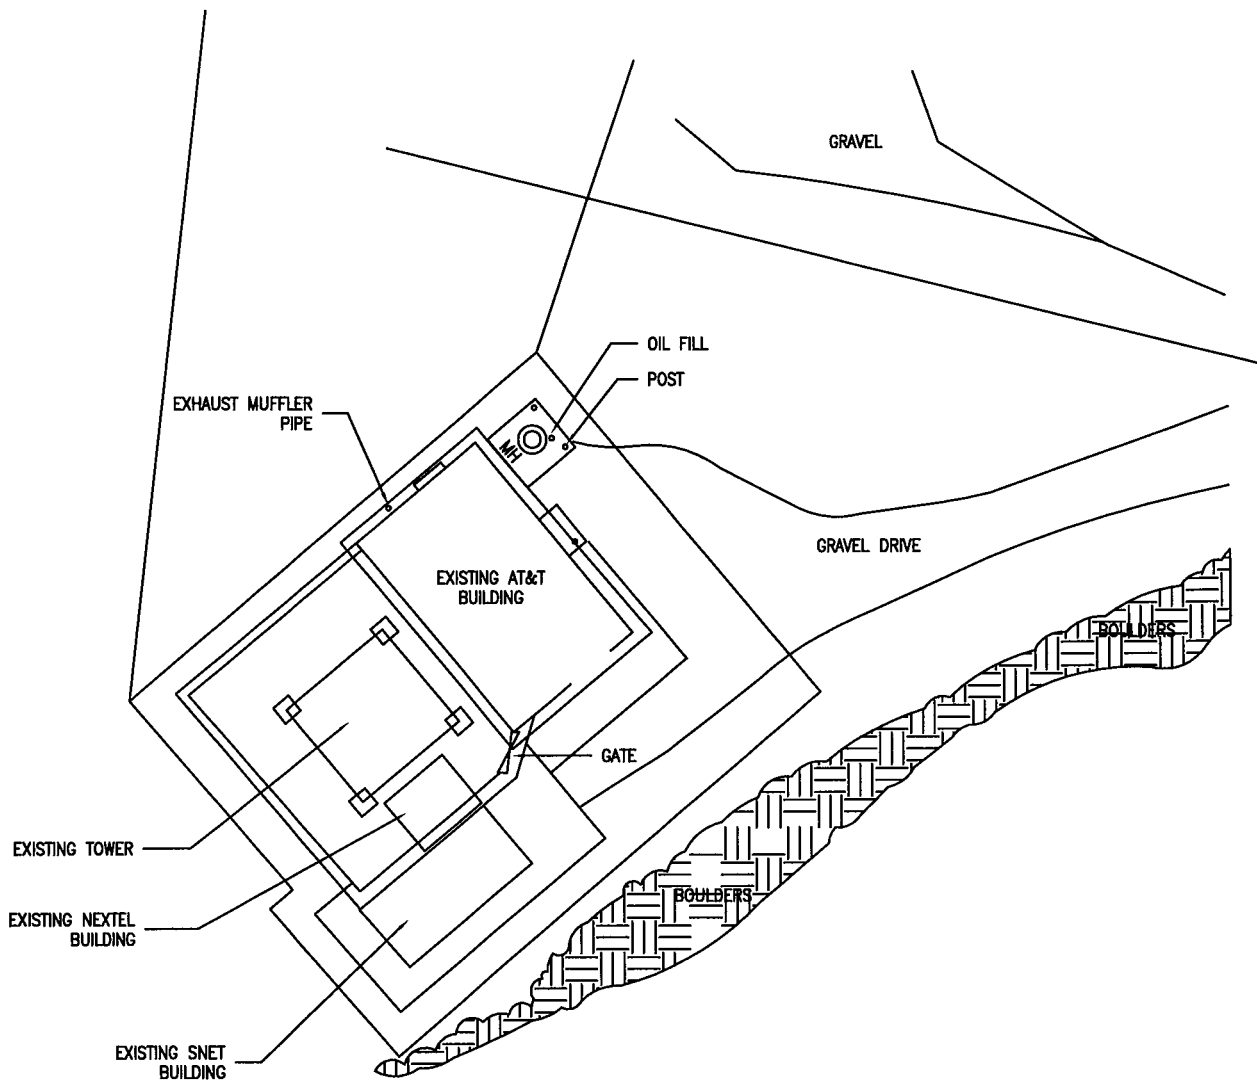 GRAVEL
OIL FILL
POST
EXHAUST MUFFLER
PIPE
MH
GRAVEL DRIVE
EXISTING AT&T
BUILDING
BOULDERS
GATE
EXISTING TOWER
BOULDERS
EXISTING NEXTEL
BUILDING
EXISTING SNET
BUILDING